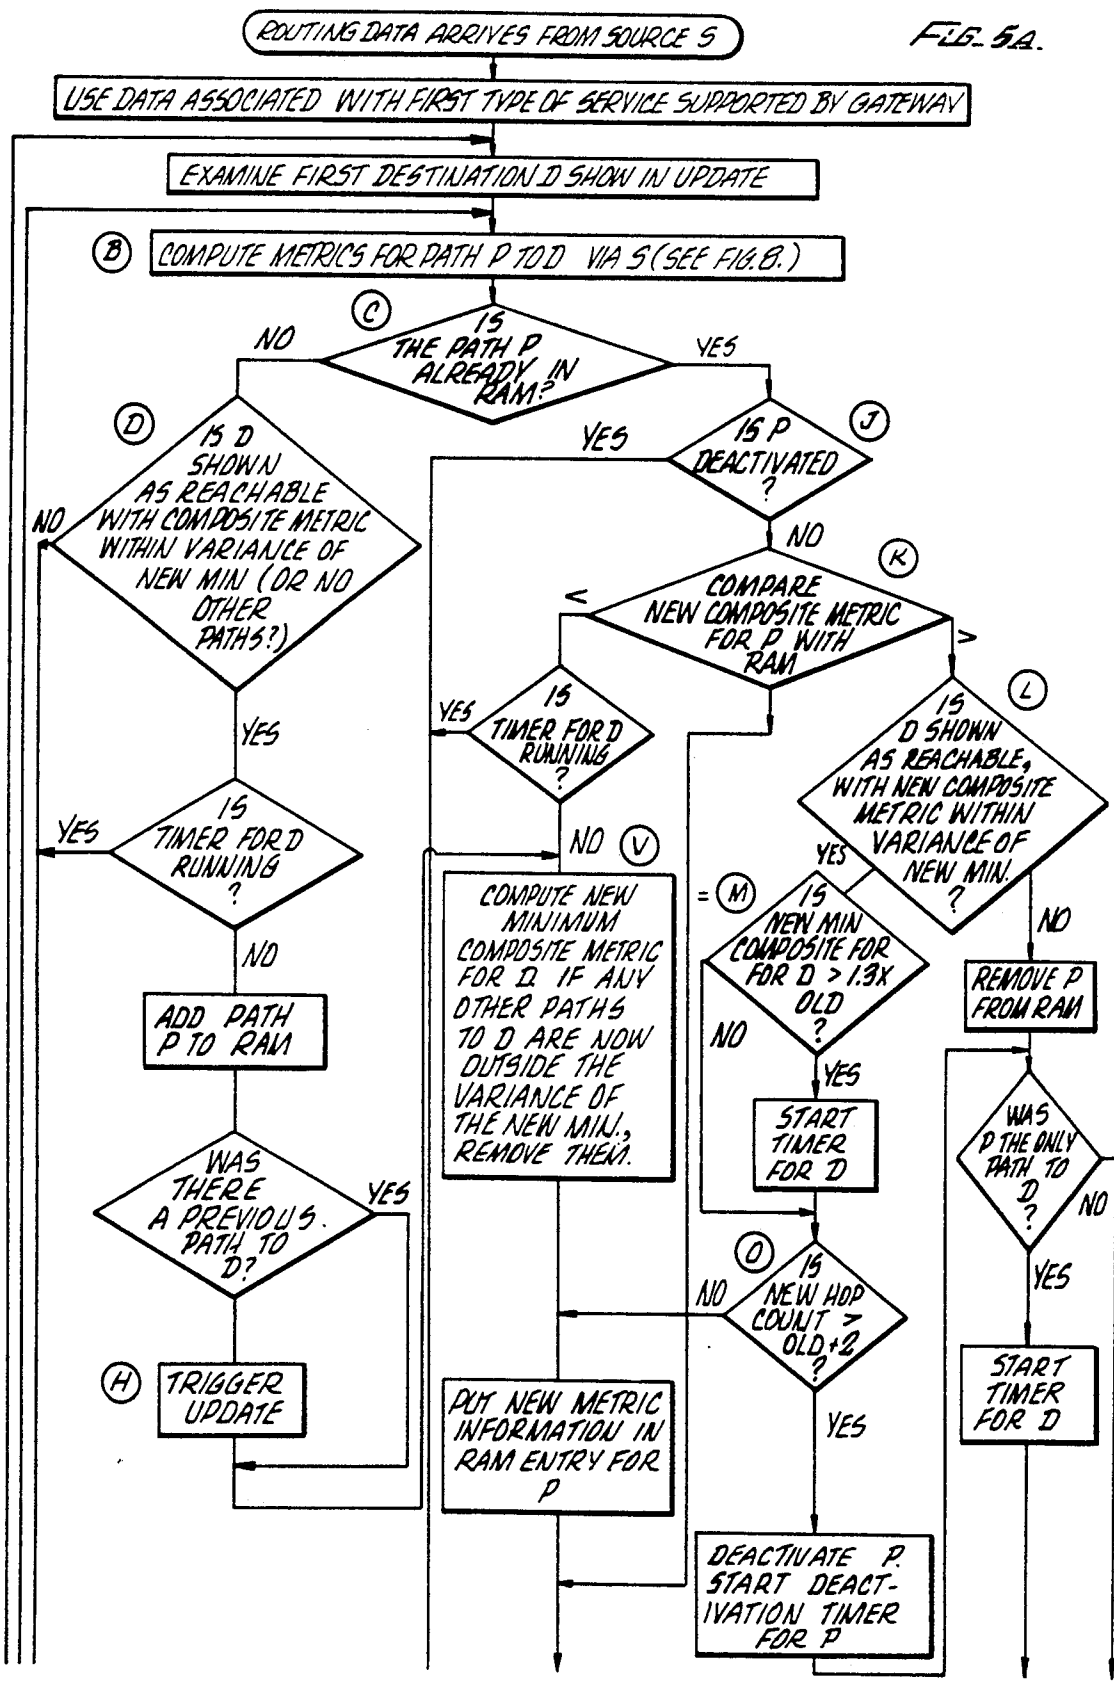 ROUTING DATA ARRIVES FROM SOURCE S
FIG. 5A.
USE DATA ASSOCIATED WITH FIRST TYPE OF SERVICE SUPPORTED BY GATEWAY
EXAMINE FIRST DESTINATION D SHOW IN UPDATE
B
COMPUTE METRICS FOR PATH P TO D VIA S (SEE FIG. 8.)
C
IS
THE PATH P
ALREADY IN
RAM?
NO
YES
D
IS D
SHOWN
AS REACHABLE
WITH COMPOSITE METRIC
WITHIN VARIANCE OF
NEW MIN (OR NO
OTHER
PATHS?)
NO
YES
J
IS P
DEACTIVATED
?
YES
NO
K
COMPARE
NEW COMPOSITE METRIC
FOR P WITH
RAM
<
>
IS
TIMER FOR D
RUNNING
?
YES
NO
L
IS
D SHOWN
AS REACHABLE,
WITH NEW COMPOSITE
METRIC WITHIN
VARIANCE OF
NEW MIN.
?
YES
NO
IS
TIMER FOR D
RUNNING
?
YES
NO
V
COMPUTE NEW
MINIMUM
COMPOSITE METRIC
FOR D. IF ANY
OTHER PATHS
TO D ARE NOW
OUTSIDE THE
VARIANCE OF
THE NEW MIN.,
REMOVE THEM.
= M
IS
NEW MIN
COMPOSITE FOR
FOR D > 1.3X
OLD
?
NO
YES
REMOVE P
FROM RAM
ADD PATH
P TO RAM
START
TIMER
FOR D
WAS
P THE ONLY
PATH TO
D
?
NO
YES
WAS
THERE
A PREVIOUS
PATH TO
D?
YES
O
IS
NEW HOP
COUNT >
OLD+2
?
NO
YES
H
TRIGGER
UPDATE
PUT NEW METRIC
INFORMATION IN
RAM ENTRY FOR
P
START
TIMER
FOR D
DEACTIVATE P.
START DEACT-
IVATION TIMER
FOR P